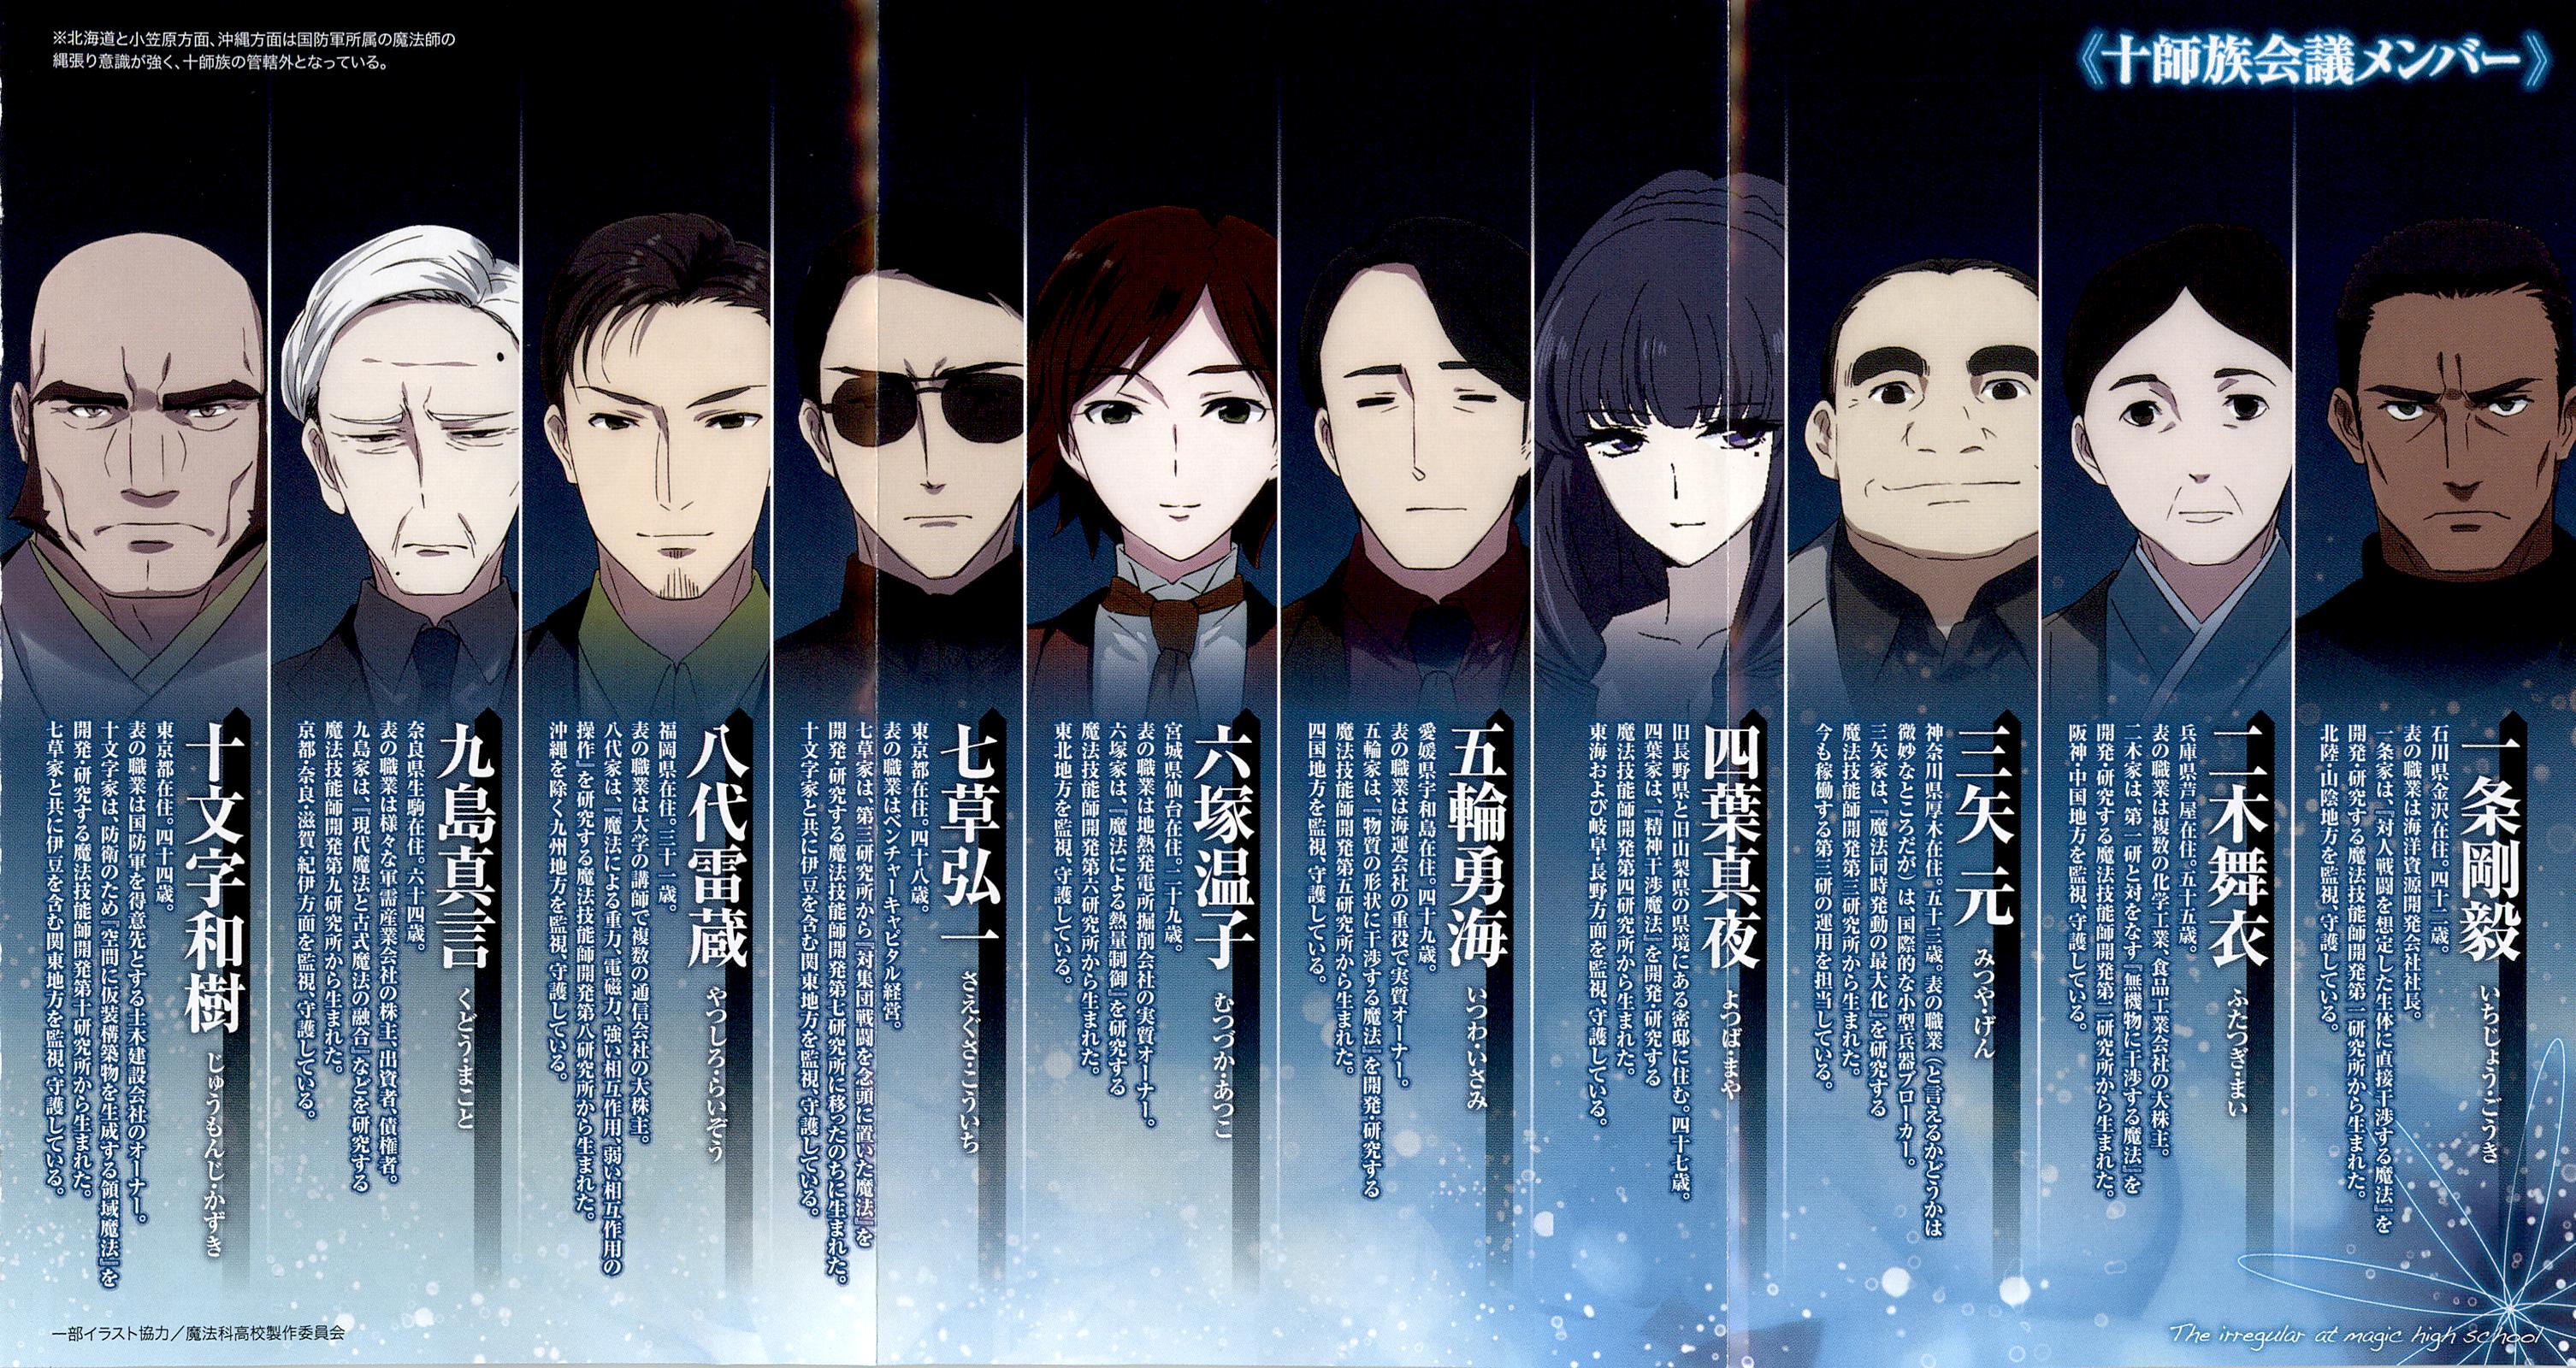 《十師族会議メンバー》
一条剛毅 いちじょう・ごうき
石川県金沢在住。四十二歳。
表の職業は海洋資源開発会社社長。
一条家は、『対人戦闘を想定した生体に直接干渉する魔法』を
開発・研究する魔法技能師開発第一研究所から生まれた。
北陸・山陰地方を監視、守護している。
二木舞衣 ふたつぎ・まい
兵庫県芦屋在住。五十五歳。
表の職業は複数の化学工業、食品工業会社の大株主。
二木家は、第一研と対をなす『無機物に干渉する魔法』を
開発・研究する魔法技能師開発第二研究所から生まれた。
阪神・中国地方を監視、守護している。
三矢 元 みつや・げん
神奈川県厚木在住。五十三歳。表の職業（と言えるかどうかは
微妙なところだが）は、国際的な小型兵器ブローカー。
三矢家は、『魔法同時発動の最大化』を研究する
魔法技能師開発第三研究所から生まれた。
今も稼働する第三研の運用を担当している。
四葉真夜 よつば・まや
旧長野県と旧山梨県の県境にある密邸に住む。四十七歳。
四葉家は、『精神干渉魔法』を開発・研究する
魔法技能師開発第四研究所から生まれた。
東海および岐阜・長野方面を監視、守護している。
五輪勇海 いつわ・いさみ
愛媛県宇和島在住。四十九歳。
表の職業は海運会社の重役で実質オーナー。
五輪家は、『物質の形状に干渉する魔法』を開発・研究する
魔法技能師開発第五研究所から生まれた。
四国地方を監視、守護している。
六塚温子 むつづか・あつこ
宮城県仙台在住。二十九歳。
表の職業は地熱発電所掘削会社の実質オーナー。
六塚家は、『魔法による熱量制御』を研究する
魔法技能師開発第六研究所から生まれた。
東北地方を監視、守護している。
七草弘一 さえぐさ・こういち
東京都在住。四十八歳。
表の職業はベンチャーキャピタル経営。
七草家は、第三研究所から『対集団戦闘を念頭に置いた魔法』を
開発・研究する魔法技能師開発第七研究所に移ったのちに生まれた。
十文字家と共に伊豆を含む関東地方を監視、守護している。
八代雷蔵 やつしろ・らいぞう
福岡県在住。三十一歳。
表の職業は大学の講師で複数の通信会社の大株主。
八代家は、『魔法による重力、電磁力、強い相互作用、弱い相互作用の
操作』を研究する魔法技能師開発第八研究所から生まれた。
沖縄を除く九州地方を監視、守護している。
九島真言 くどう・まこと
奈良県生駒在住。六十四歳。
表の職業は様々な軍需産業会社の株主、出資者、債権者。
九島家は、『現代魔法と古式魔法の融合』などを研究する
魔法技能師開発第九研究所から生まれた。
京都・奈良・滋賀・紀伊方面を監視、守護している。
十文字和樹 じゅうもんじ・かずき
東京都在住。四十四歳。
表の職業は国防軍を得意先とする土木建設会社のオーナー。
十文字家は、防衛のため『空間に仮装構築物を生成する領域魔法』を
開発・研究する魔法技能師開発第十研究所から生まれた。
七草家と共に伊豆を含む関東地方を監視、守護している。
※北海道と小笠原方面、沖縄方面は国防軍所属の魔法師の
縄張り意識が強く、十師族の管轄外となっている。
一部イラスト協力／魔法科高校製作委員会
The irregular at magic high school